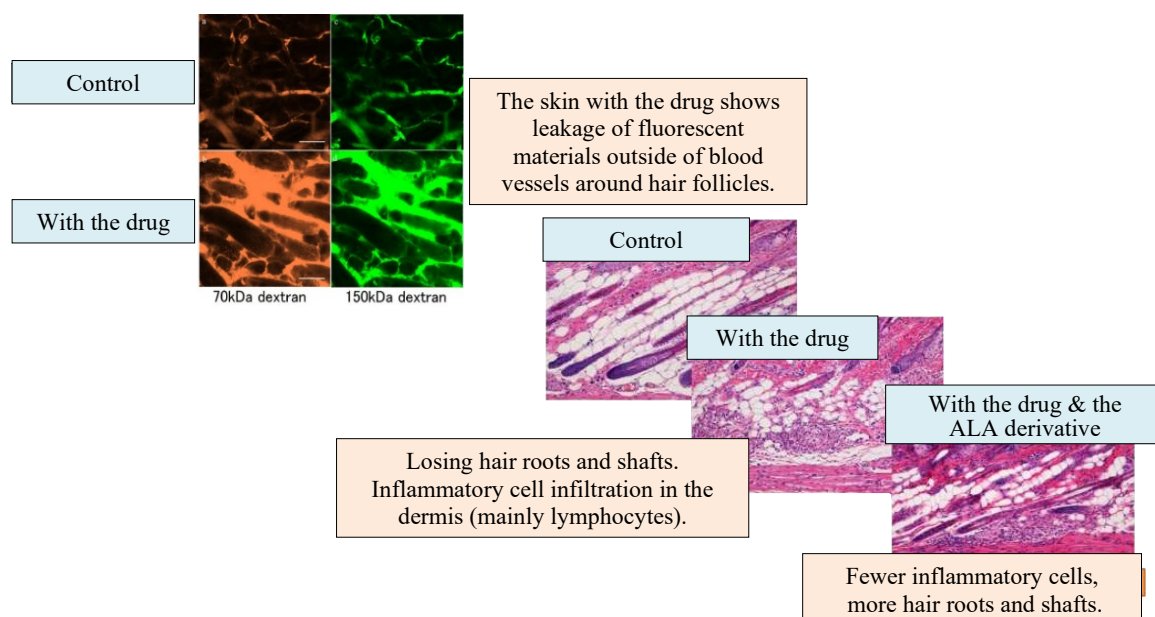 Control
The skin with the drug shows
leakage of fluorescent
materials outside of blood
vessels around hair follicles.
With the drug
70kDa dextran
150kDa dextran
Control
With the drug
With the drug & the
ALA derivative
Losing hair roots and shafts.
Inflammatory cell infiltration in the
dermis (mainly lymphocytes).
Fewer inflammatory cells,
more hair roots and shafts.